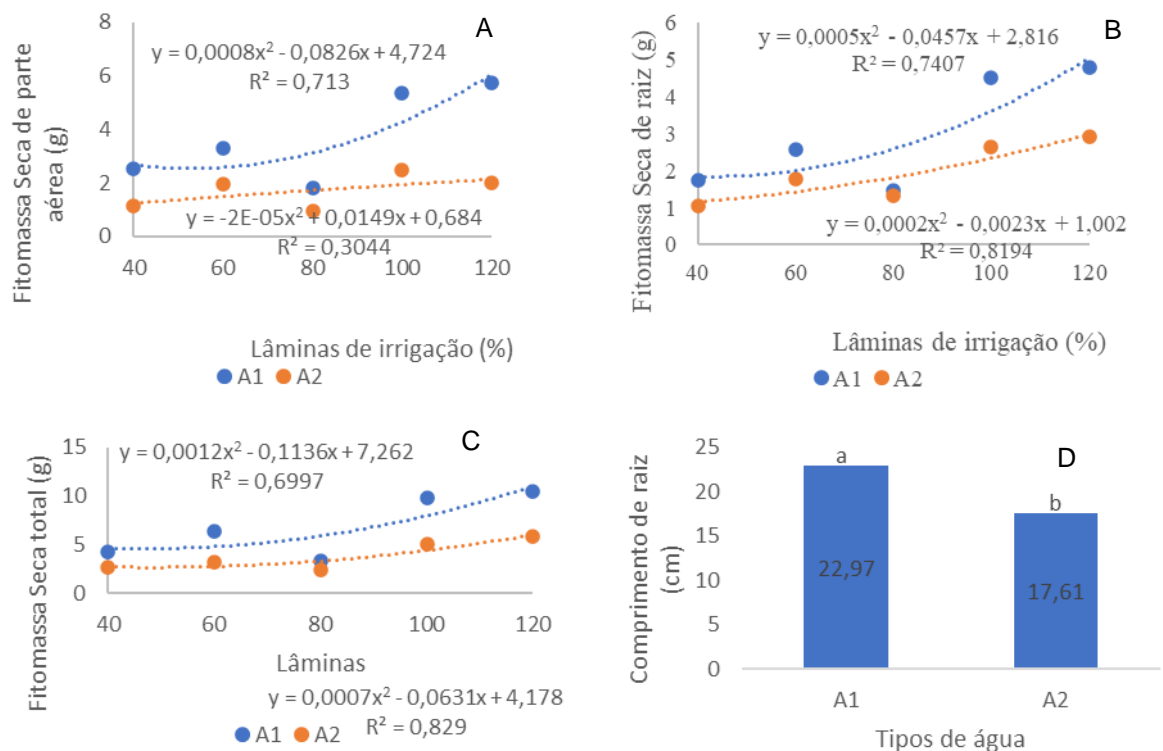 A
8
6
4
2
0
y = 0,0008x² - 0,0826x + 4,724
R² = 0,713
y = -2E-05x² + 0,0149x + 0,684
R² = 0,3044
40 60 80 100 120
Fitomassa Seca de parte
aérea (g)
Lâminas de irrigação (%)
A1 A2
B
6
5
4
3
2
1
0
y = 0,0005x² - 0,0457x + 2,816
R² = 0,7407
y = 0,0002x² - 0,0023x + 1,002
R² = 0,8194
40 60 80 100 120
Fitomassa Seca de raiz (g)
Lâminas de irrigação (%)
A1 A2
C
15
10
5
0
y = 0,0012x² - 0,1136x + 7,262
R² = 0,6997
40 60 80 100 120
Fitomassa Seca total (g)
Lâminas
y = 0,0007x² - 0,0631x + 4,178
R² = 0,829
A1 A2
D
25
20
15
10
5
0
a
b
22,97
17,61
A1 A2
Comprimento de raiz
(cm)
Tipos de água